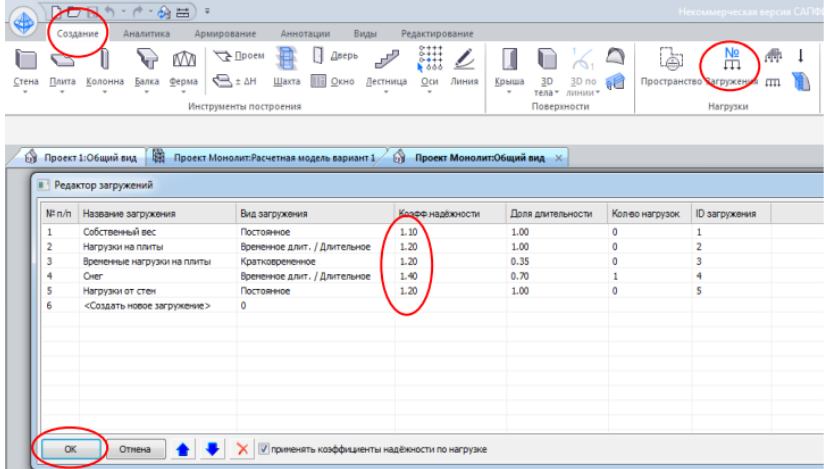 Некоммерческая версия САПФ
Создание Аналитика Армирование Аннотации Виды Редактирование
Проем Дверь
Стена Плита Колонна Балка Ферма ± ΔН Шахта Окно Лестница Оси Линия Крыша 3D тела 3D по линии Пространство Загружения
№
Инструменты построения Поверхности Нагрузки
Проект 1:Общий вид Проект Монолит:Расчетная модель вариант 1 Проект Монолит:Общий вид
Редактор загружений
№ п/п Название загружения Вид загружения Коэфф.надёжности Доля длительности Кол-во нагрузок ID загружения
1 Собственный вес Постоянное 1.10 1.00 0 1
2 Нагрузки на плиты Временное длит. / Длительное 1.20 1.00 0 2
3 Временные нагрузки на плиты Кратковременное 1.20 0.35 0 3
4 Снег Временное длит. / Длительное 1.40 0.70 1 4
5 Нагрузки от стен Постоянное 1.20 1.00 0 5
6 <Создать новое загружение> 0
OK Отмена применять коэффициенты надёжности по нагрузке